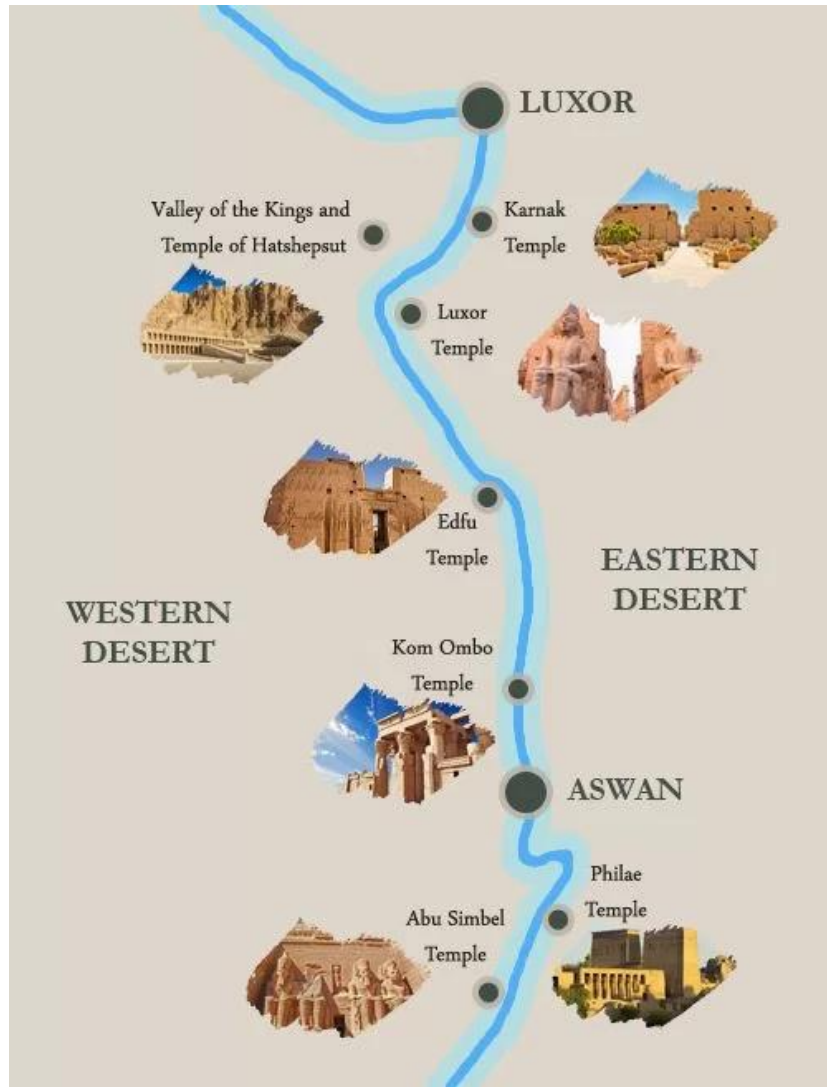 LUXOR
Valley of the Kings and
Temple of Hatshepsut
Karnak
Temple
Luxor
Temple
Edfu
Temple
EASTERN
DESERT
WESTERN
DESERT
Kom Ombo
Temple
ASWAN
Philae
Temple
Abu Simbel
Temple